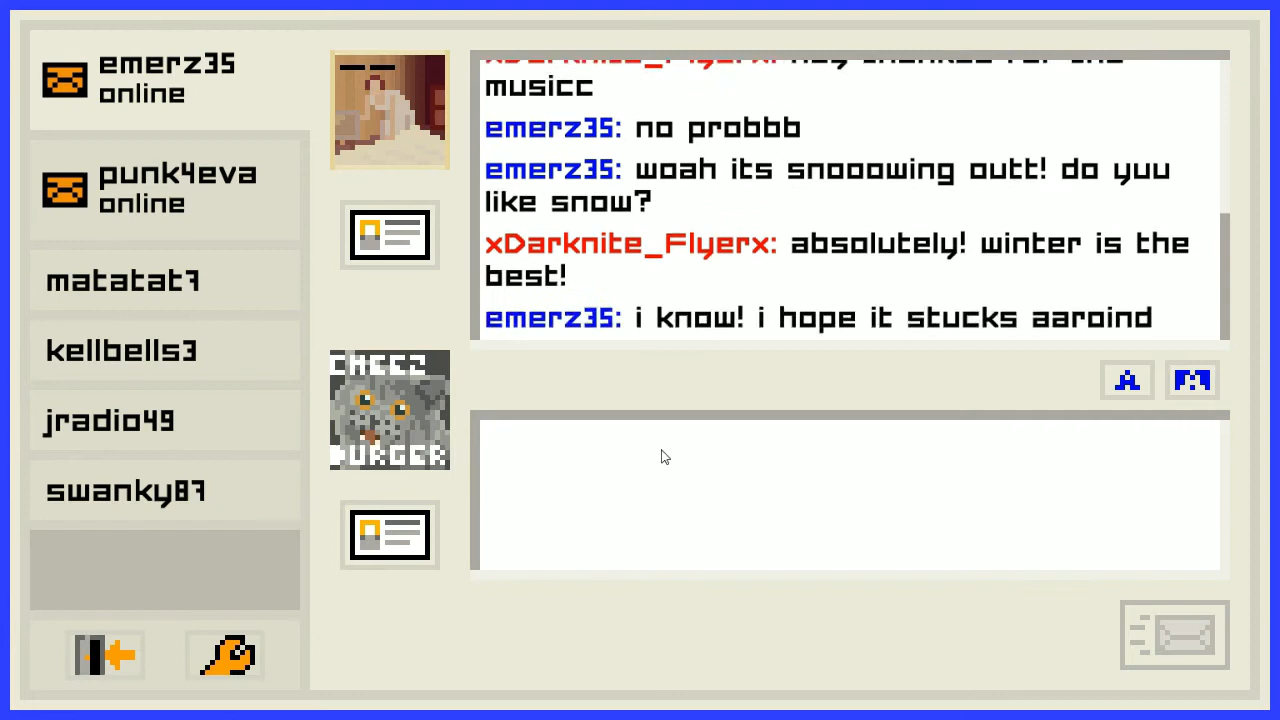 emerz35
online
punk4eva
online
matatat7
kellbells3
jradio49
swanky87
xDarknite_Flyerx:
musicc
emerz35: no probbb
emerz35: woah its snooowing outt! do yuu
like snow?
xDarknite_Flyerx: absolutely! winter is the
best!
emerz35: i know! i hope it stucks aaroind
A
CHEEZ
BURGER